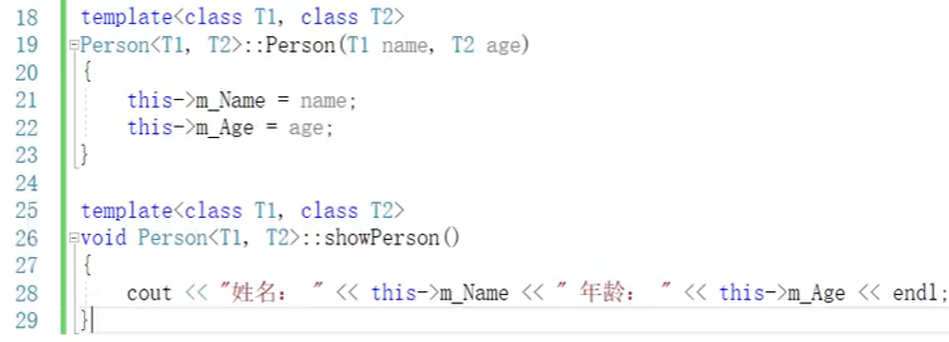 18 template<class T1, class T2>
19 Person<T1, T2>::Person(T1 name, T2 age)
20 {
21 this->m_Name = name;
22 this->m_Age = age;
23 }
24
25 template<class T1, class T2>
26 void Person<T1, T2>::showPerson()
27 {
28 cout << "姓名： " << this->m_Name << " 年龄： " << this->m_Age << endl;
29 }